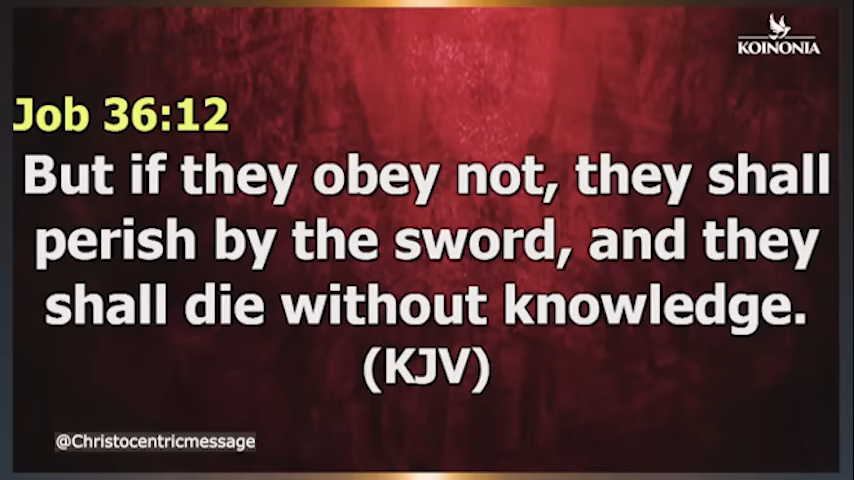 KOINONIA
Job 36:12
But if they obey not, they shall
perish by the sword, and they
shall die without knowledge.
(KJV)
@Christocentricmessage